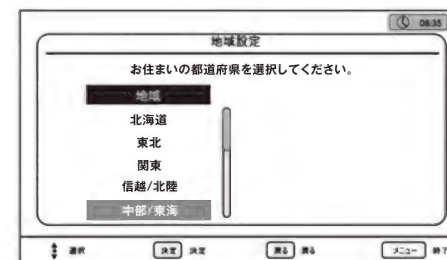 08:35
地域設定
お住まいの都道府県を選択してください。
地域
北海道
東北
関東
信越/北陸
中部/東海
選択 決定 決定 戻る 戻る メニュー 終了